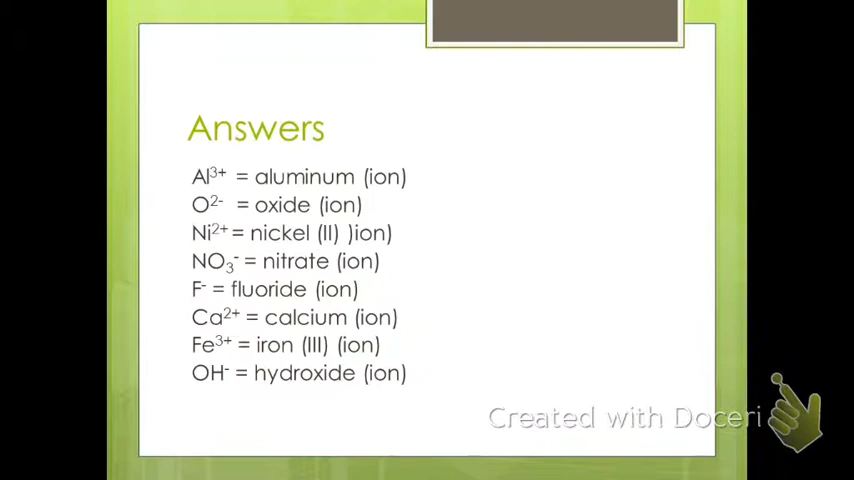 Answers
Al³⁺ = aluminum (ion)
O²⁻ = oxide (ion)
Ni²⁺ = nickel (II) )ion)
NO₃⁻ = nitrate (ion)
F⁻ = fluoride (ion)
Ca²⁺ = calcium (ion)
Fe³⁺ = iron (III) (ion)
OH⁻ = hydroxide (ion)
Created with Doceri